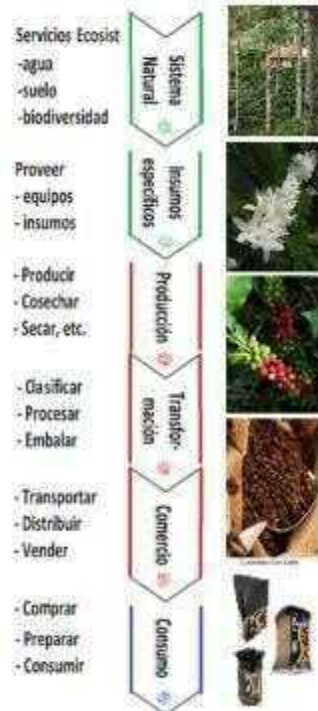 Servicios Ecosist
-agua
-suelo
-biodiversidad
Sistema
Natural
Proveer
- equipos
- insumos
Insumos
específicos
- Producir
- Cosechar
- Secar, etc.
Producción
- Clasificar
- Procesar
- Embalar
Transfor-
mación
- Transportar
- Distribuir
- Vender
Comercio
- Comprar
- Preparar
- Consumir
Consumo